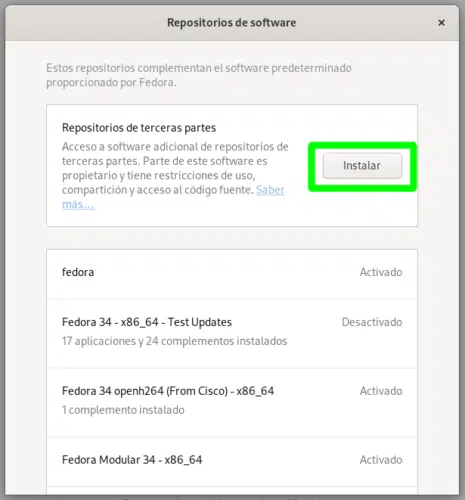 Repositorios de software
×
Estos repositorios complementan el software predeterminado
proporcionado por Fedora.
Repositorios de terceras partes
Acceso a software adicional de repositorios de
terceras partes. Parte de este software es
propietario y tiene restricciones de uso,
compartición y acceso al código fuente. Saber
más...
Instalar
fedora
Activado
Fedora 34 - x86_64 - Test Updates
Desactivado
17 aplicaciones y 24 complementos instalados
Fedora 34 openh264 (From Cisco) - x86_64
Activado
1 complemento instalado
Fedora Modular 34 - x86_64
Activado